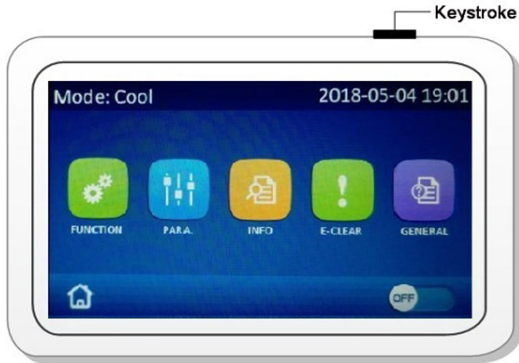 Keystroke
Mode: Cool 2018-05-04 19:01
FUNCTION PARA. INFO E-CLEAR GENERAL
OFF